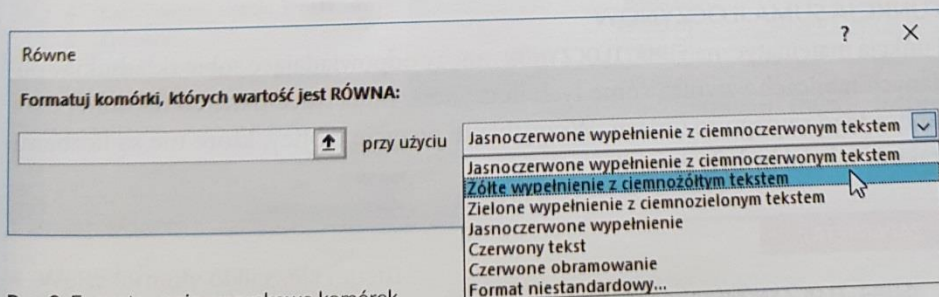 Równe
? ×
Formatuj komórki, których wartość jest RÓWNA:
przy użyciu
Jasnoczerwone wypełnienie z ciemnoczerwonym tekstem
Jasnoczerwone wypełnienie z ciemnoczerwonym tekstem
Żółte wypełnienie z ciemnożółtym tekstem
Zielone wypełnienie z ciemnozielonym tekstem
Jasnoczerwone wypełnienie
Czerwony tekst
Czerwone obramowanie
Format niestandardowy...